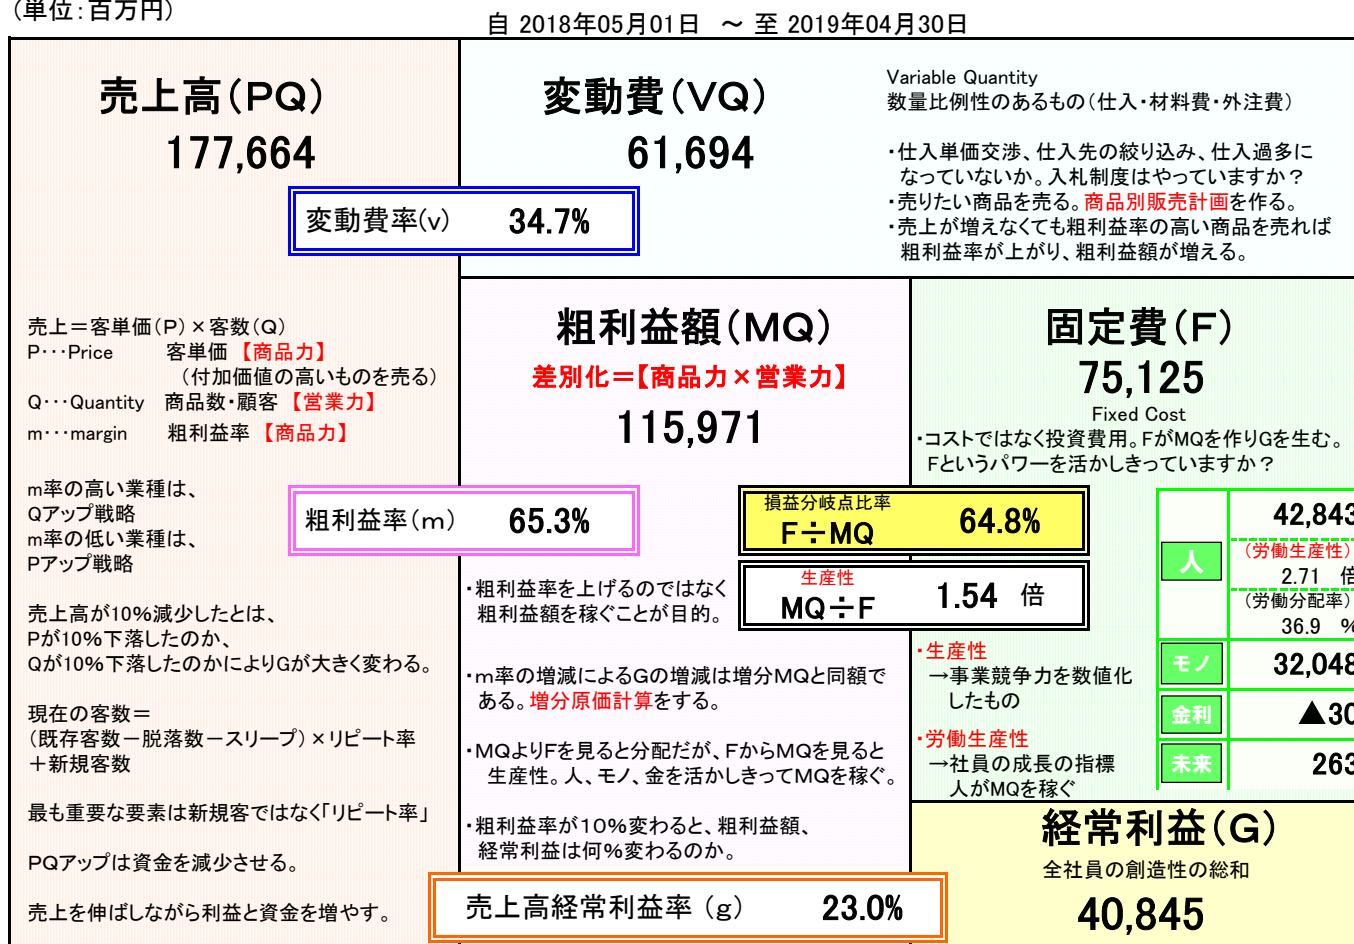 (単位：百万円)
自 2018年05月01日 ～ 至 2019年04月30日
売上高(PQ)
177,664
変動費(VQ)
61,694
Variable Quantity
数量比例性のあるもの(仕入・材料費・外注費)
・仕入単価交渉、仕入先の絞り込み、仕入過多に
なっていないか。入札制度はやっていますか？
・売りたい商品を売る。商品別販売計画を作る。
・売上が増えなくても粗利益率の高い商品を売れば
粗利益率が上がり、粗利益額が増える。
変動費率(v) 34.7%
売上＝客単価(P)×客数(Q)
P・・・Price 客単価【商品力】
(付加価値の高いものを売る)
Q・・・Quantity 商品数・顧客【営業力】
m・・・margin 粗利益率【商品力】
m率の高い業種は、
Qアップ戦略
m率の低い業種は、
Pアップ戦略
売上高が10%減少したとは、
Pが10%下落したのか、
Qが10%下落したのかによりGが大きく変わる。
現在の客数＝
(既存客数－脱落数－スリープ)×リピート率
＋新規客数
最も重要な要素は新規客ではなく「リピート率」
PQアップは資金を減少させる。
売上を伸ばしながら利益と資金を増やす。
粗利益額(MQ)
差別化＝【商品力×営業力】
115,971
粗利益率(m) 65.3%
・粗利益率を上げるのではなく
粗利益額を稼ぐことが目的。
・m率の増減によるGの増減は増分MQと同額で
ある。増分原価計算をする。
・MQよりFを見ると分配だが、FからMQを見ると
生産性。人、モノ、金を活かしきってMQを稼ぐ。
・粗利益率が10%変わると、粗利益額、
経常利益は何%変わるのか。
売上高経常利益率(g) 23.0%
固定費(F)
75,125
Fixed Cost
・コストではなく投資費用。FがMQを作りGを生む。
Fというパワーを活かしきっていますか？
損益分岐点比率
F÷MQ 64.8%
生産性
MQ÷F 1.54 倍
・生産性
→事業競争力を数値化
したもの
・労働生産性
→社員の成長の指標
人がMQを稼ぐ
人 42,843
(労働生産性)
2.71 倍
(労働分配率)
36.9 %
モノ 32,048
金利 ▲30
未来 263
経常利益(G)
全社員の創造性の総和
40,845